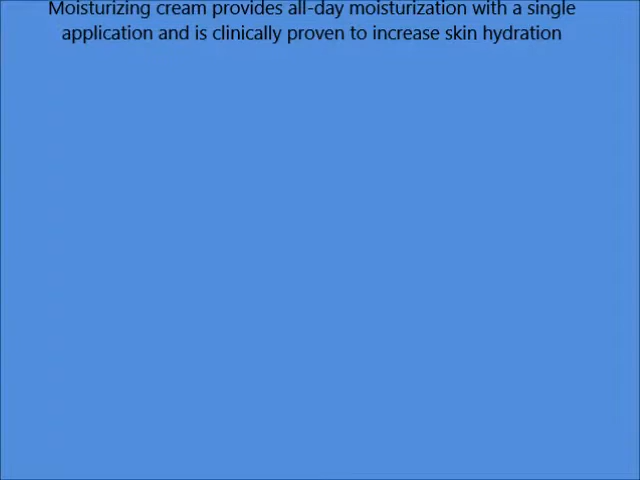 Moisturizing cream provides all-day moisturization with a single
application and is clinically proven to increase skin hydration